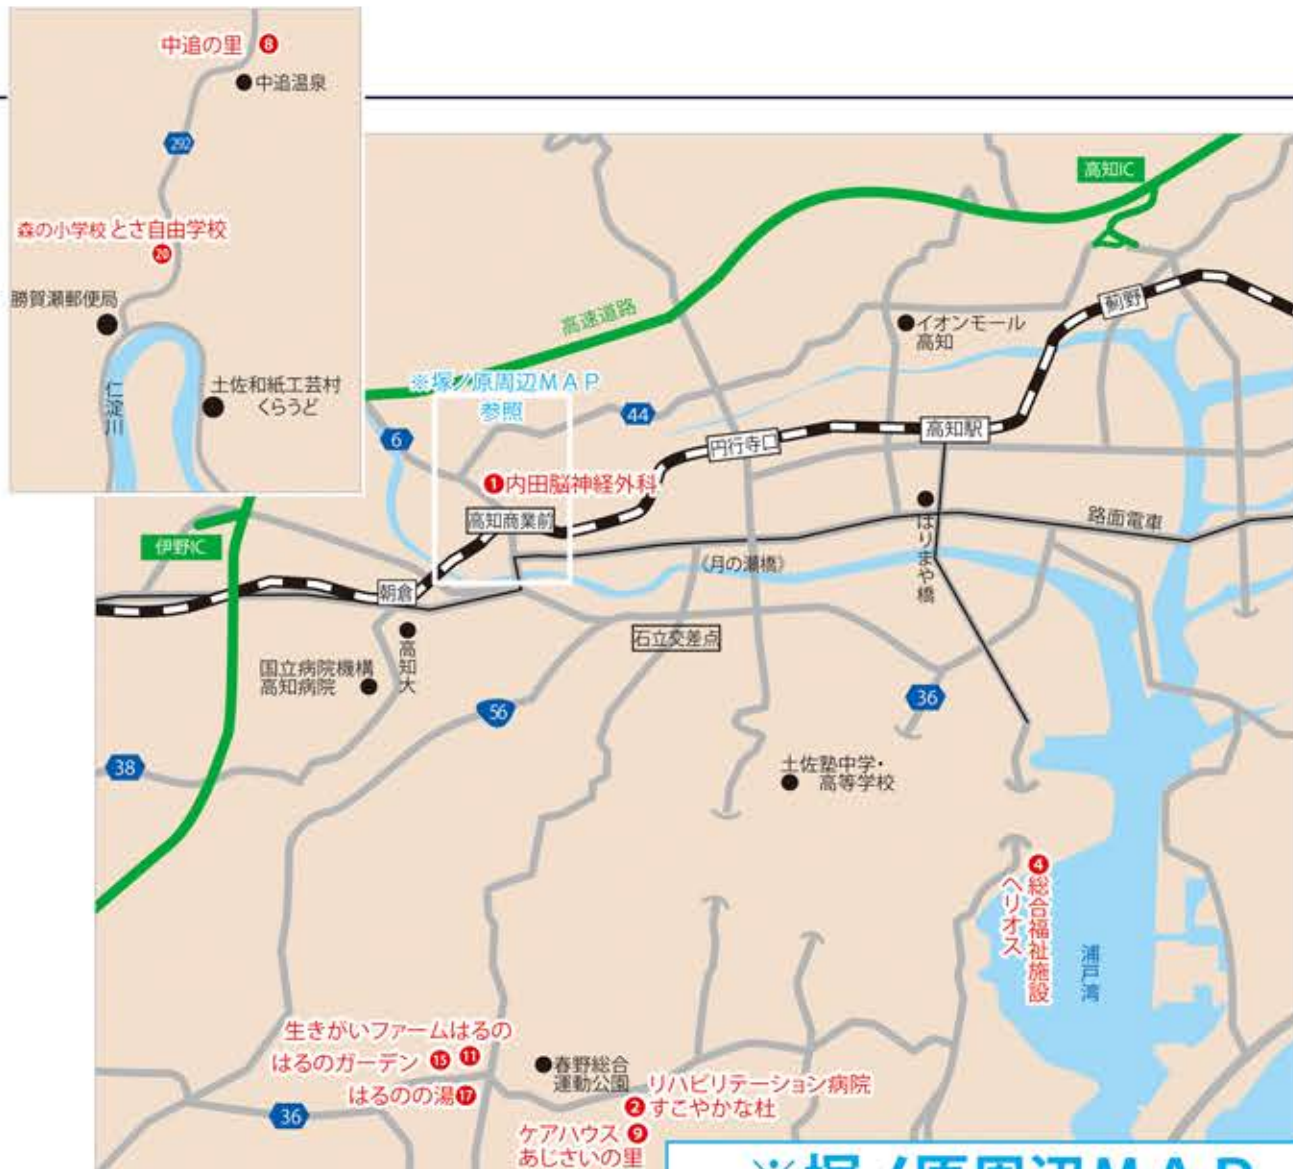 中追の里 8
中追温泉
292
森の小学校 とさ自由学校
20
勝賀瀬郵便局
仁淀川
土佐和紙工芸村
くらうど
高知IC
高速道路
薊野
イオンモール
高知
※塚ノ原周辺MAP
参照
44
6
円行寺口
高知駅
1 内田脳神経外科
高知商業前
はりまや橋
路面電車
伊野IC
《月の瀬橋》
朝倉
石立交差点
高知大
国立病院機構
高知病院
56
36
38
土佐塾中学・
高等学校
4 総合福祉施設
ヘリオス
浦戸湾
生きがいファームはるの
はるのガーデン 15 11
はるのの湯 17
春野総合
運動公園
リハビリテーション病院
2 すこやかな杜
36
ケアハウス 9
あじさいの里
※塚ノ原周辺MAP